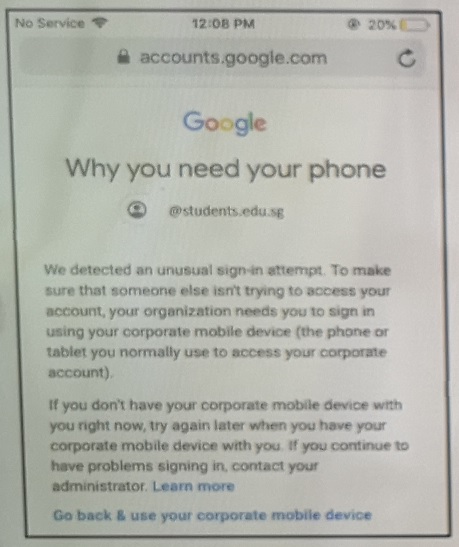 No Service 12:08 PM 20%
accounts.google.com
Google
Why you need your phone
@students.edu.sg
We detected an unusual sign-in attempt. To make
sure that someone else isn't trying to access your
account, your organization needs you to sign in
using your corporate mobile device (the phone or
tablet you normally use to access your corporate
account).
If you don't have your corporate mobile device with
you right now, try again later when you have your
corporate mobile device with you. If you continue to
have problems signing in, contact your
administrator. Learn more
Go back & use your corporate mobile device